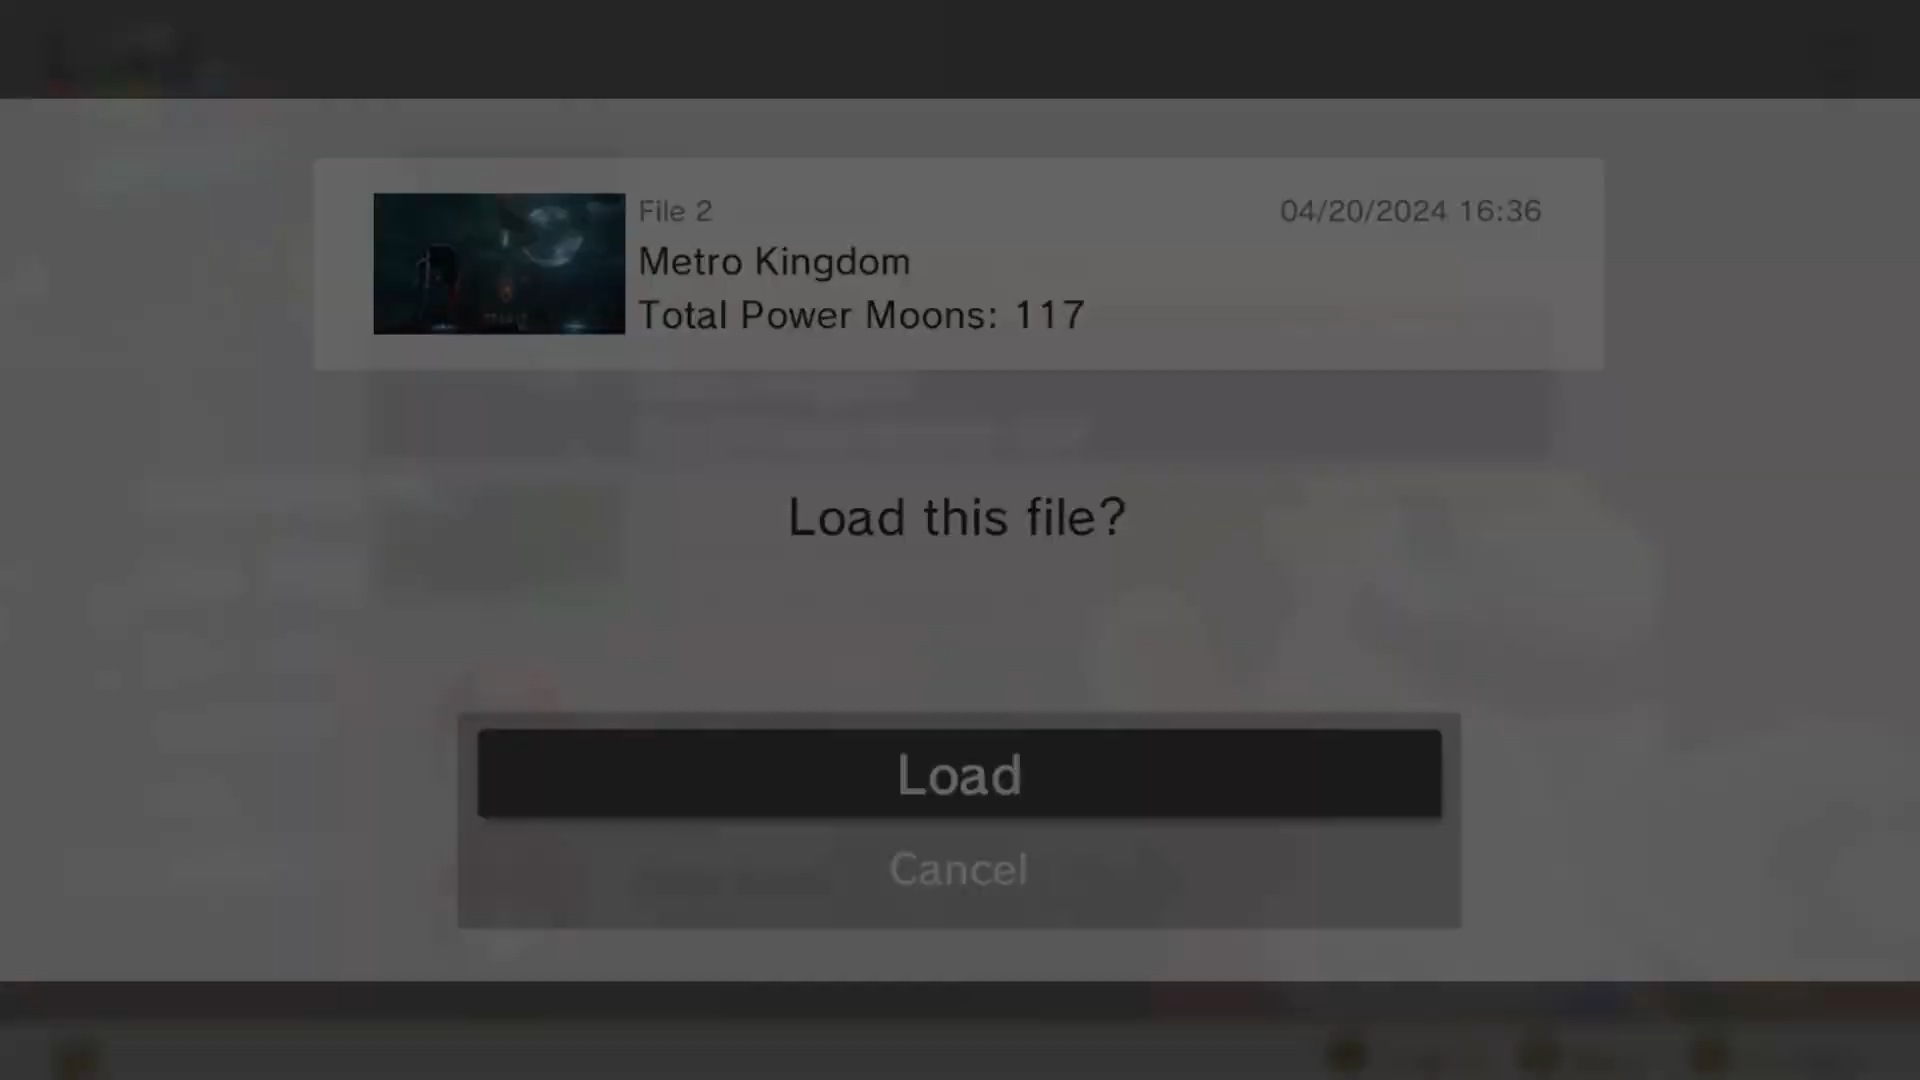 File 2
04/20/2024 16:36
Metro Kingdom
Total Power Moons: 117
Load this file?
Load
Cancel